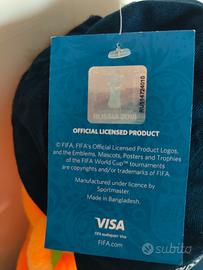 RUSSIA 2018
RUS14724010
OFFICIAL LICENSED PRODUCT
© FIFA, FIFA's Official Licensed Product Logos,
and the Emblems, Mascots, Posters and Trophies
of the FIFA World Cup™ tournaments
are copyrights and/or trademarks of FIFA.
Manufactured under licence by
Sportmaster.
Made in Bangladesh.
VISA
FIFA.com
subito